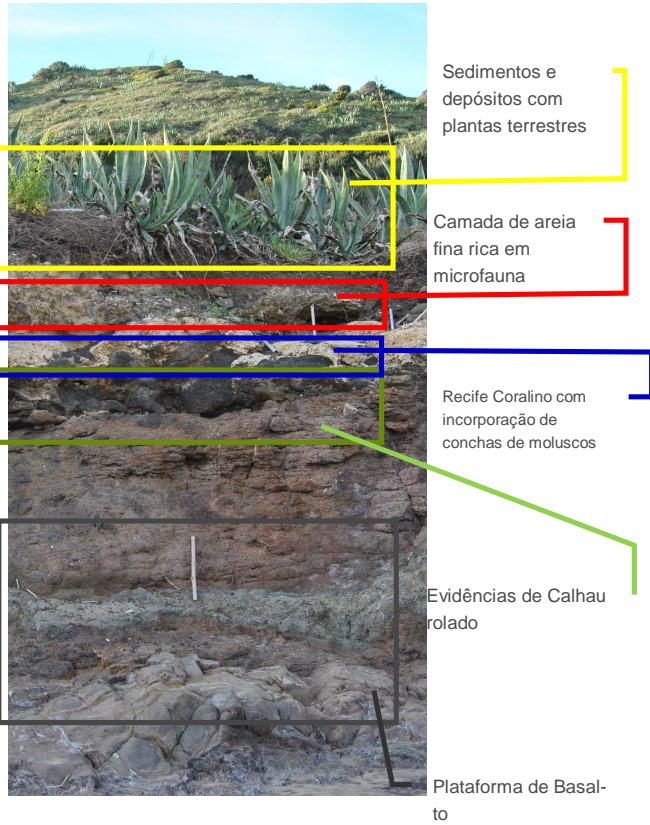 Sedimentos e
depósitos com
plantas terrestres
Camada de areia
fina rica em
microfauna
Recife Coralino com
incorporação de
conchas de moluscos
Evidências de Calhau
rolado
Plataforma de Basal-
to